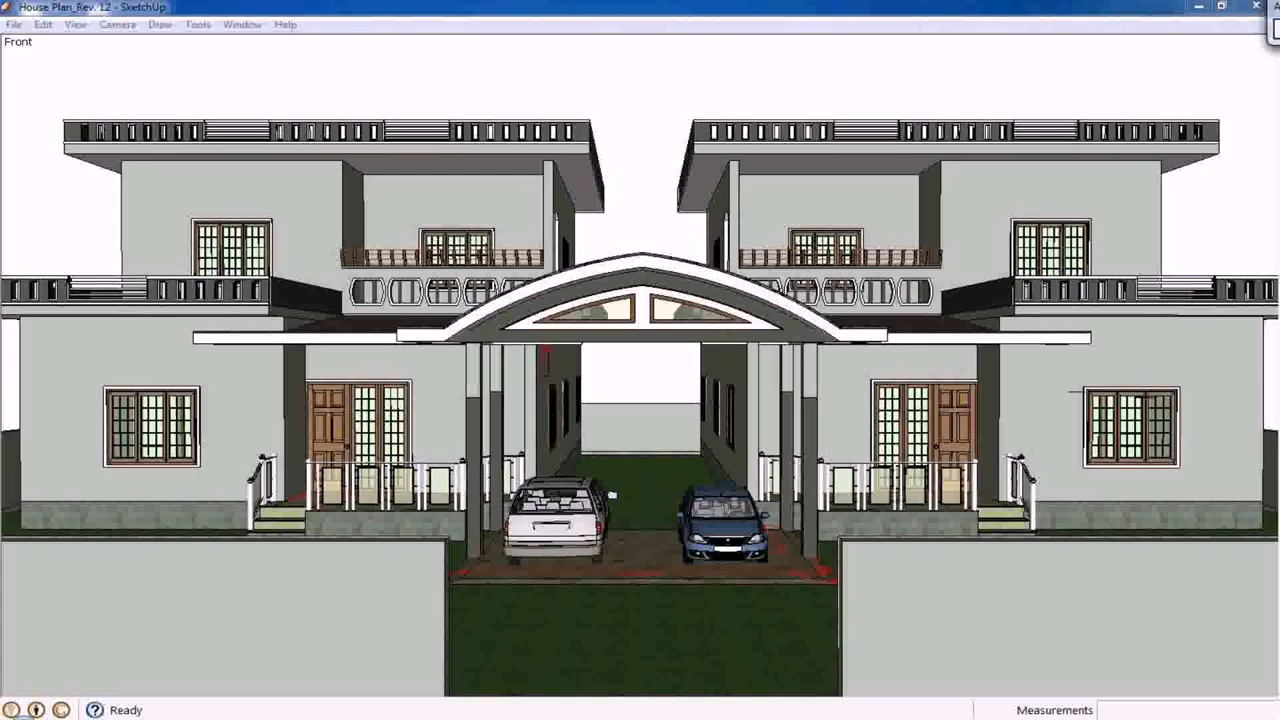 House Plan_Rev. 12 - SketchUp
File Edit View Camera Draw Tools Window Help
Front
Ready
Measurements